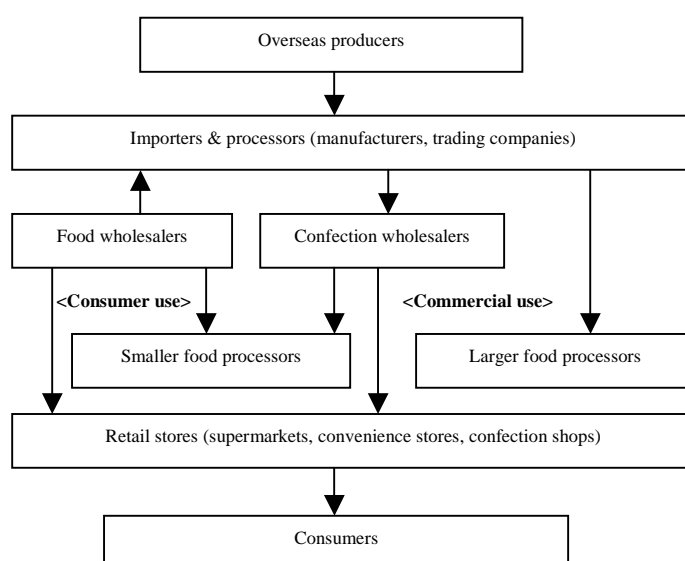 Overseas producers
Importers & processors (manufacturers, trading companies)
Food wholesalers
Confection wholesalers
<Consumer use>
<Commercial use>
Smaller food processors
Larger food processors
Retail stores (supermarkets, convenience stores, confection shops)
Consumers